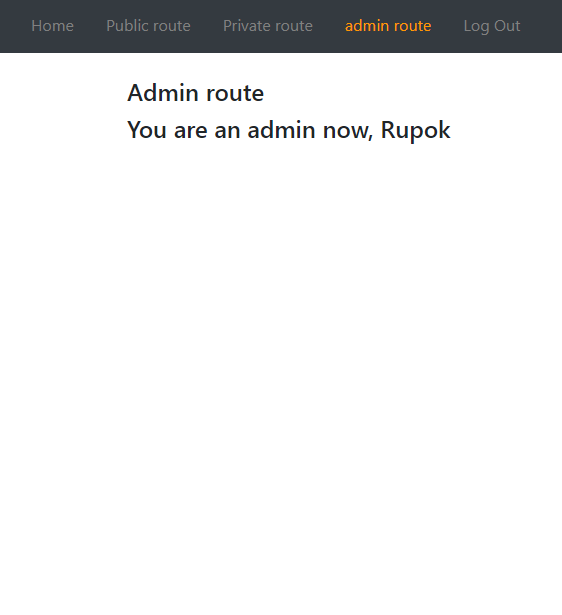 Home Public route Private route admin route Log Out
Admin route
You are an admin now, Rupok